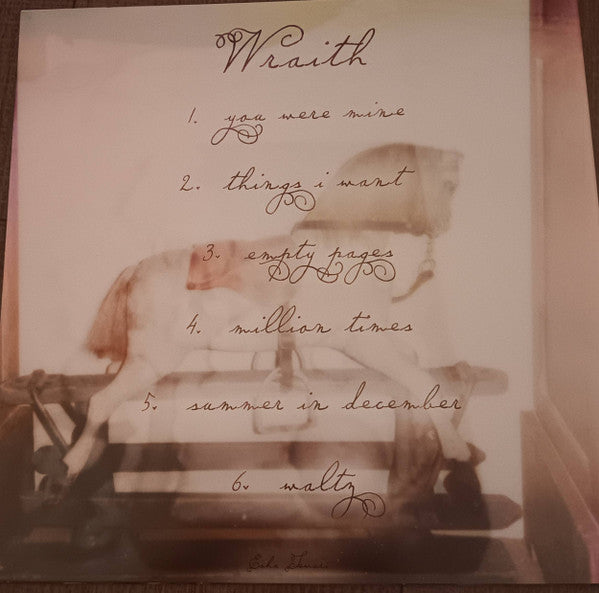 Wraith
1. you were mine
2. things i want
3. empty pages
4. million times
5. summer in december
6. waltz